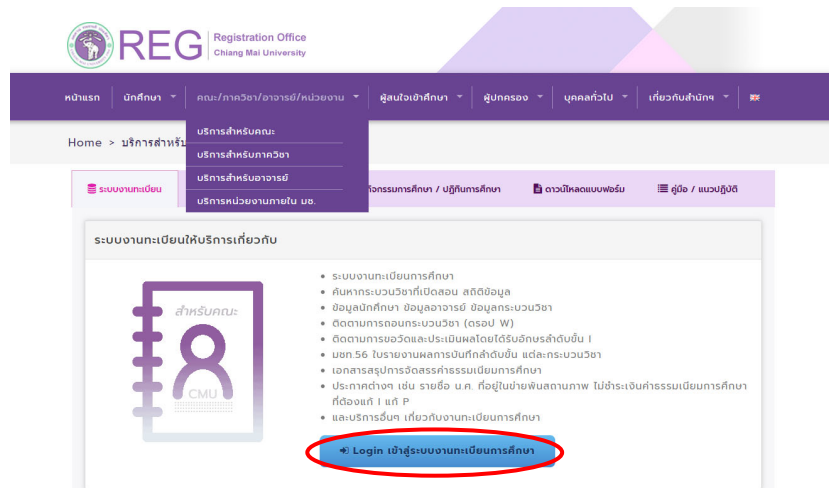 REG
Registration Office
Chiang Mai University
หน้าแรก นักศึกษา คณะ/ภาควิชา/อาจารย์/หน่วยงาน ผู้สนใจเข้าศึกษา ผู้ปกครอง บุคคลทั่วไป เกี่ยวกับสำนักฯ
บริการสำหรับคณะ
บริการสำหรับภาควิชา
บริการสำหรับอาจารย์
บริการหน่วยงานภายใน มช.
Home > บริการสำหรับ
ระบบงานทะเบียน กิจกรรมการศึกษา / ปฏิทินการศึกษา ดาวน์โหลดแบบฟอร์ม คู่มือ / แนวปฏิบัติ
ระบบงานทะเบียนให้บริการเกี่ยวกับ
สำหรับคณะ
CMU
• ระบบงานทะเบียนการศึกษา
• ค้นหากระบวนวิชาที่เปิดสอน สถิติข้อมูล
• ข้อมูลนักศึกษา ข้อมูลอาจารย์ ข้อมูลกระบวนวิชา
• ติดตามการถอนกระบวนวิชา (ดรอป W)
• ติดตามการขอวัดและประเมินผลโดยได้รับอักษรลำดับขั้น I
• มชท.56 ใบรายงานผลการบันทึกลำดับขั้น แต่ละกระบวนวิชา
• เอกสารสรุปการจัดสรรค่าธรรมเนียมการศึกษา
• ประกาศต่างๆ เช่น รายชื่อ น.ศ. ที่อยู่ในข่ายพ้นสถานภาพ ไม่ชำระเงินค่าธรรมเนียมการศึกษา
ที่ต้องแก้ I แก้ P
• และบริการอื่นๆ เกี่ยวกับงานทะเบียนการศึกษา
Login เข้าสู่ระบบงานทะเบียนการศึกษา